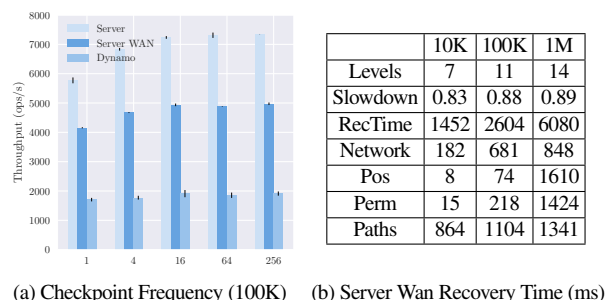 8000
7000
6000
5000
4000
3000
2000
1000
0
Throughput (ops/s)
Server
Server WAN
Dynamo
1 4 16 64 256
(a) Checkpoint Frequency (100K)
10K 100K 1M
Levels 7 11 14
Slowdown 0.83 0.88 0.89
RecTime 1452 2604 6080
Network 182 681 848
Pos 8 74 1610
Perm 15 218 1424
Paths 864 1104 1341
(b) Server Wan Recovery Time (ms)